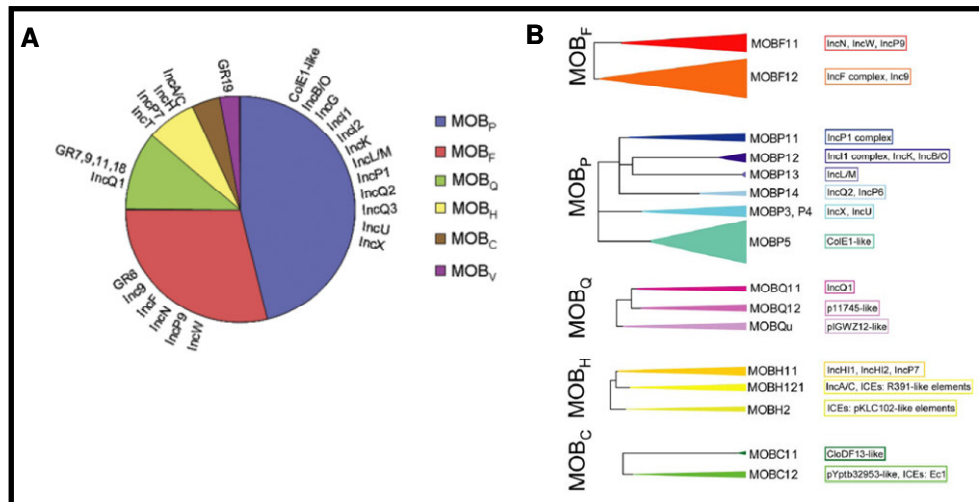 A
GR19
IncA/C
IncH
IncP7
IncT
GR7,9,11,18
IncQ1
ColE1-like
IncB/O
IncG
IncI1
IncI2
IncK
IncL/M
IncP1
IncQ2
IncQ3
IncU
IncX
GR6
Inc9
IncF
IncN
IncP9
IncW
MOBP
MOBF
MOBQ
MOBH
MOBC
MOBV
B
MOBF
MOBF11 IncN, IncW, IncP9
MOBF12 IncF complex, Inc9
MOBP
MOBP11 IncP1 complex
MOBP12 IncI1 complex, IncK, IncB/O
MOBP13 IncL/M
MOBP14 IncQ2, IncP6
MOBP3, P4 IncX, IncU
MOBP5 ColE1-like
MOBQ
MOBQ11 IncQ1
MOBQ12 p11745-like
MOBQu pIGWZ12-like
MOBH
MOBH11 IncHI1, IncHI2, IncP7
MOBH121 IncA/C, ICEs: R391-like elements
MOBH2 ICEs: pKLC102-like elements
MOBC
MOBC11 CloDF13-like
MOBC12 pYptb32953-like, ICEs: Ec1